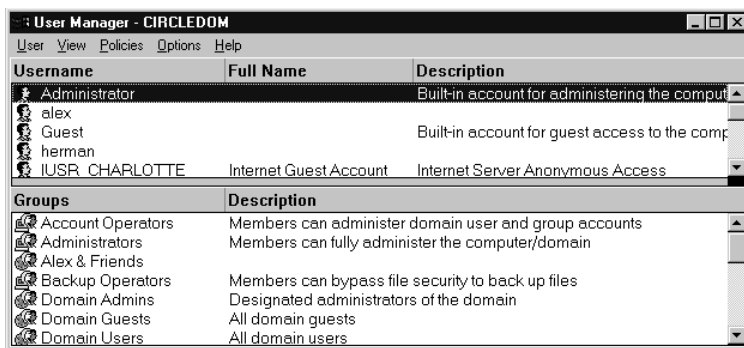 User Manager - CIRCLEDOM
User View Policies Options Help
Username Full Name Description
Administrator Built-in account for administering the comput
alex
Guest Built-in account for guest access to the comp
herman
IUSR_CHARLOTTE Internet Guest Account Internet Server Anonymous Access
Groups Description
Account Operators Members can administer domain user and group accounts
Administrators Members can fully administer the computer/domain
Alex & Friends
Backup Operators Members can bypass file security to back up files
Domain Admins Designated administrators of the domain
Domain Guests All domain guests
Domain Users All domain users